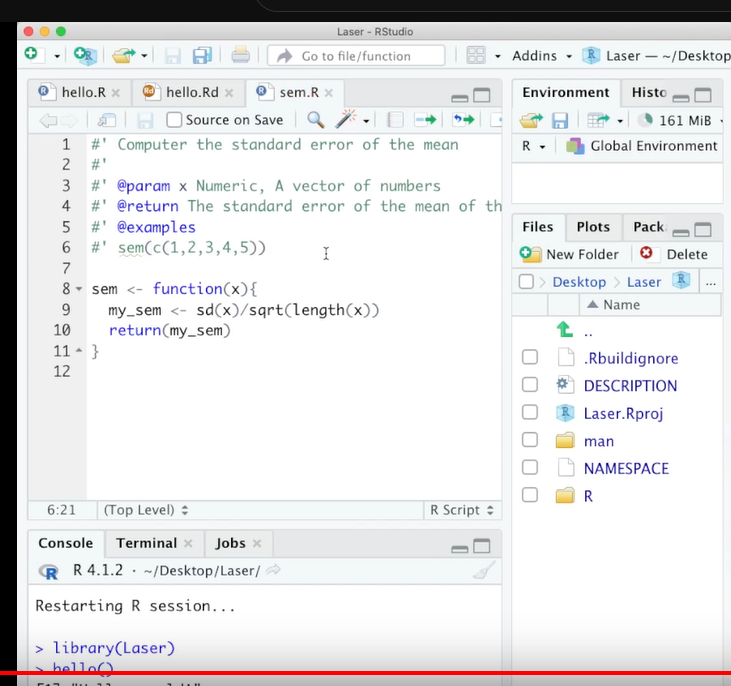 Laser - RStudio
Go to file/function
Addins
Laser — ~/Desktop
hello.R
hello.Rd
sem.R
Source on Save
1 #' Computer the standard error of the mean
2 #'
3 #' @param x Numeric, A vector of numbers
4 #' @return The standard error of the mean of th
5 #' @examples
6 #' sem(c(1,2,3,4,5))
7
8 sem <- function(x){
9 my_sem <- sd(x)/sqrt(length(x))
10 return(my_sem)
11 }
12
6:21 (Top Level) R Script
Console Terminal Jobs
R 4.1.2 · ~/Desktop/Laser/
Restarting R session...
> library(Laser)
> hello()
Environment Histo
161 MiB
R Global Environment
Files Plots Pack
New Folder Delete
Desktop > Laser ...
Name
..
.Rbuildignore
DESCRIPTION
Laser.Rproj
man
NAMESPACE
R